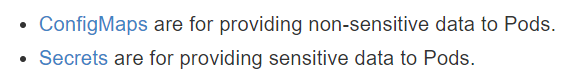 • ConfigMaps are for providing non-sensitive data to Pods.
• Secrets are for providing sensitive data to Pods.